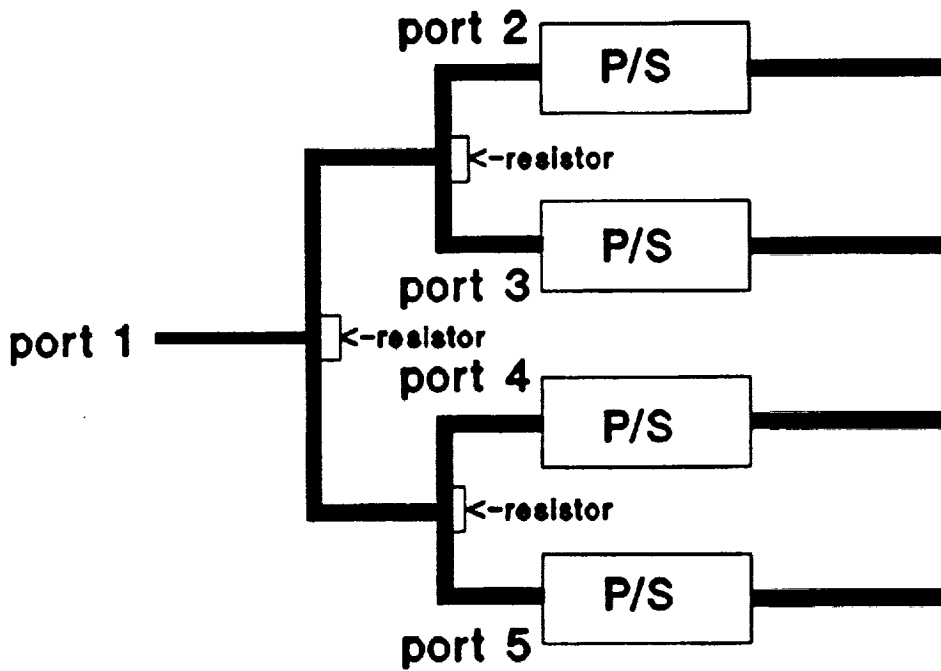 port 2
P/S
<-resistor
P/S
port 3
port 1
<-resistor
port 4
P/S
<-resistor
P/S
port 5